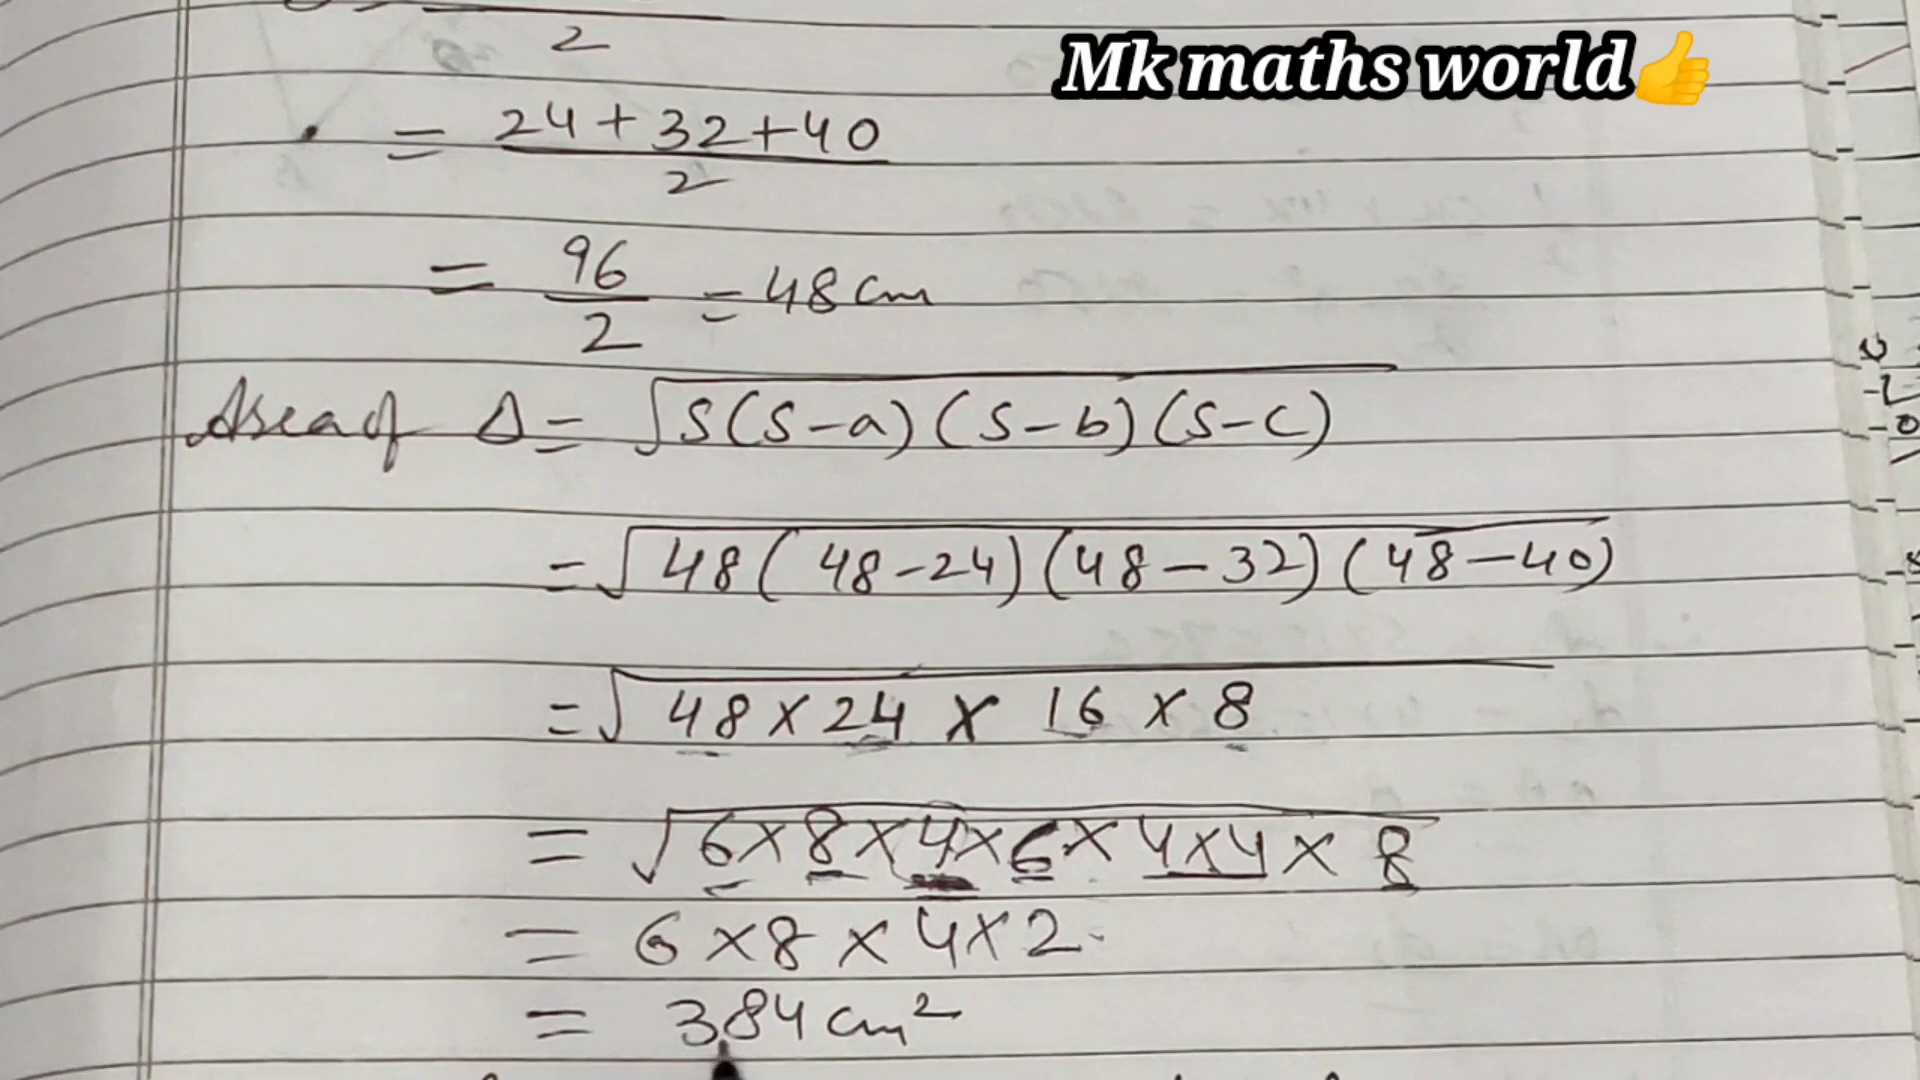 Mk maths world👍
2
= 24+32+40
2
= 96/2 = 48 cm
Area of Δ = √S(S-a)(S-b)(S-c)
= √48(48-24)(48-32)(48-40)
= √48×24×16×8
= √6×8×4×6×4×4×8
= 6×8×4×2
= 384 cm²